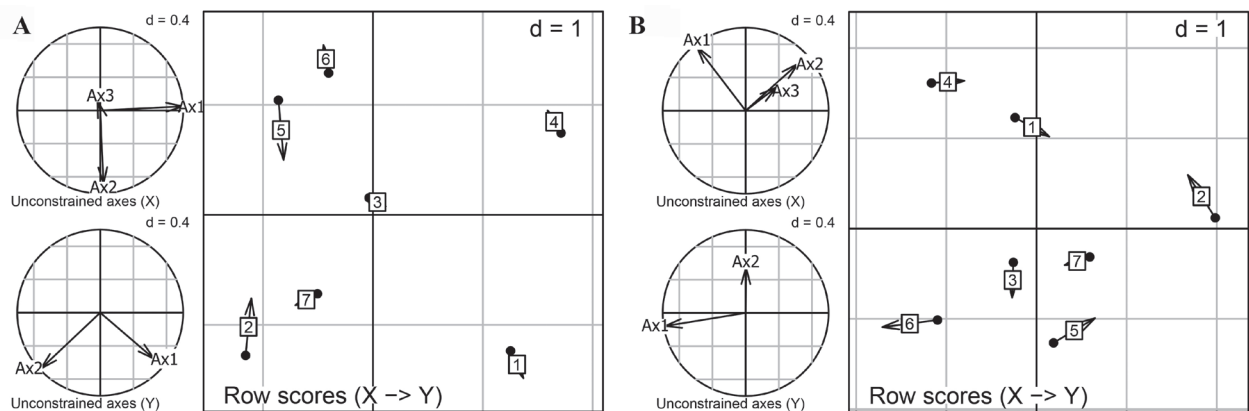 A
d = 0.4
Ax3
Ax1
Ax2
Unconstrained axes (X)
d = 0.4
Ax2
Ax1
Unconstrained axes (Y)
d = 1
6
5
4
3
7
2
1
Row scores (X -> Y)
B
d = 0.4
Ax1
Ax2
Ax3
Unconstrained axes (X)
d = 0.4
Ax2
Ax1
Unconstrained axes (Y)
d = 1
4
1
2
7
3
6
5
Row scores (X -> Y)